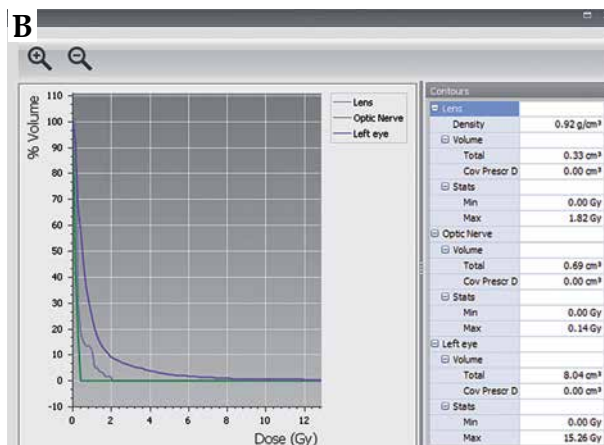 B
110
100
90
80
70
60
50
40
30
20
10
0
-10
% Volume
0 2 4 6 8 10 12
Dose (Gy)
Lens
Optic Nerve
Left eye
Contours
Lens
Density 0.92 g/cm³
Volume
Total 0.33 cm³
Cov Prescr D 0.00 cm³
Stats
Min 0.00 Gy
Max 1.82 Gy
Optic Nerve
Volume
Total 0.69 cm³
Cov Prescr D 0.00 cm³
Stats
Min 0.00 Gy
Max 0.14 Gy
Left eye
Volume
Total 8.04 cm³
Cov Prescr D 0.00 cm³
Stats
Min 0.00 Gy
Max 15.26 Gy